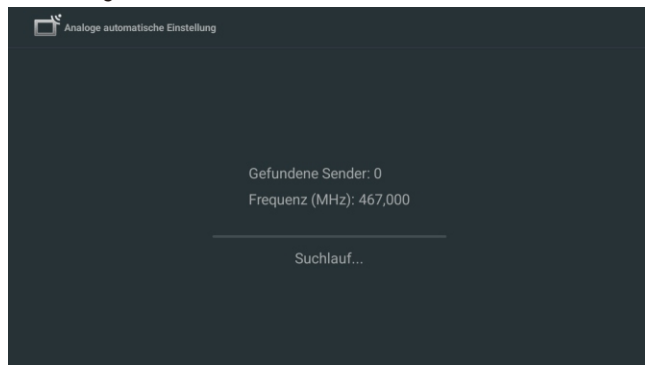 Analoge automatische Einstellung
Gefundene Sender: 0
Frequenz (MHz): 467,000
Suchlauf...